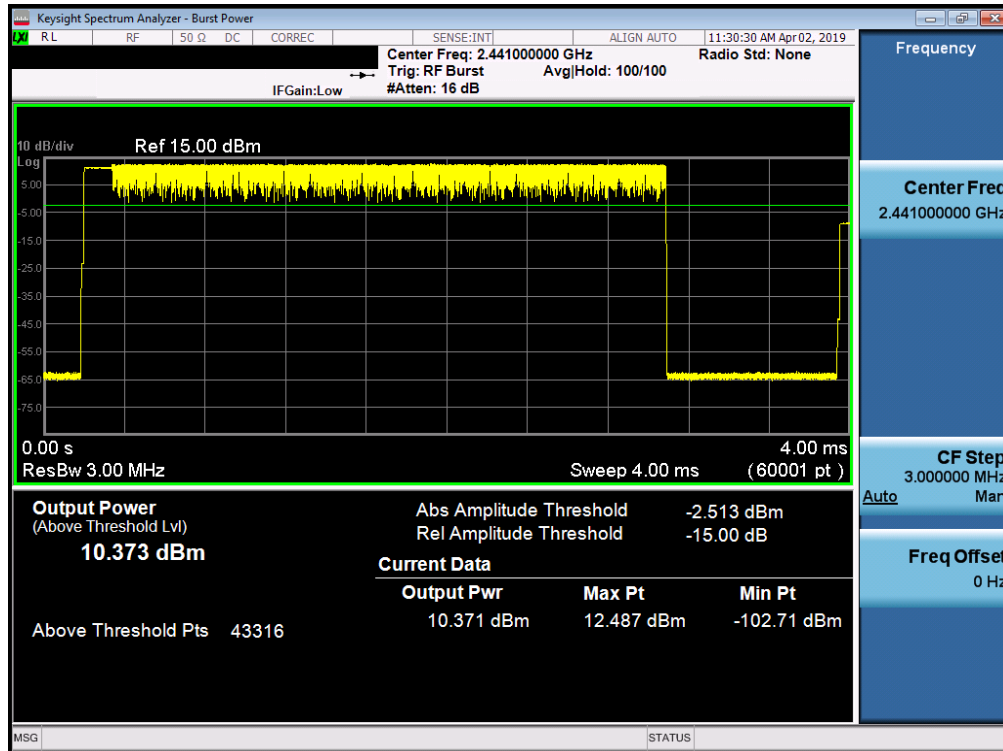 Keysight Spectrum Analyzer - Burst Power
LXI RL RF 50 Ω DC CORREC SENSE:INT ALIGN AUTO 11:30:30 AM Apr 02, 2019
Center Freq: 2.441000000 GHz Radio Std: None
Trig: RF Burst Avg|Hold: 100/100
IFGain:Low #Atten: 16 dB
10 dB/div Ref 15.00 dBm
Log
5.00
-5.00
-15.0
-25.0
-35.0
-45.0
-55.0
-65.0
-75.0
0.00 s 4.00 ms
ResBw 3.00 MHz Sweep 4.00 ms (60001 pt)
Output Power
(Above Threshold Lvl)
10.373 dBm
Above Threshold Pts 43316
Abs Amplitude Threshold -2.513 dBm
Rel Amplitude Threshold -15.00 dB
Current Data
Output Pwr Max Pt Min Pt
10.371 dBm 12.487 dBm -102.71 dBm
Frequency
Center Freq
2.441000000 GHz
CF Step
3.000000 MHz
Auto Man
Freq Offset
0 Hz
MSG STATUS